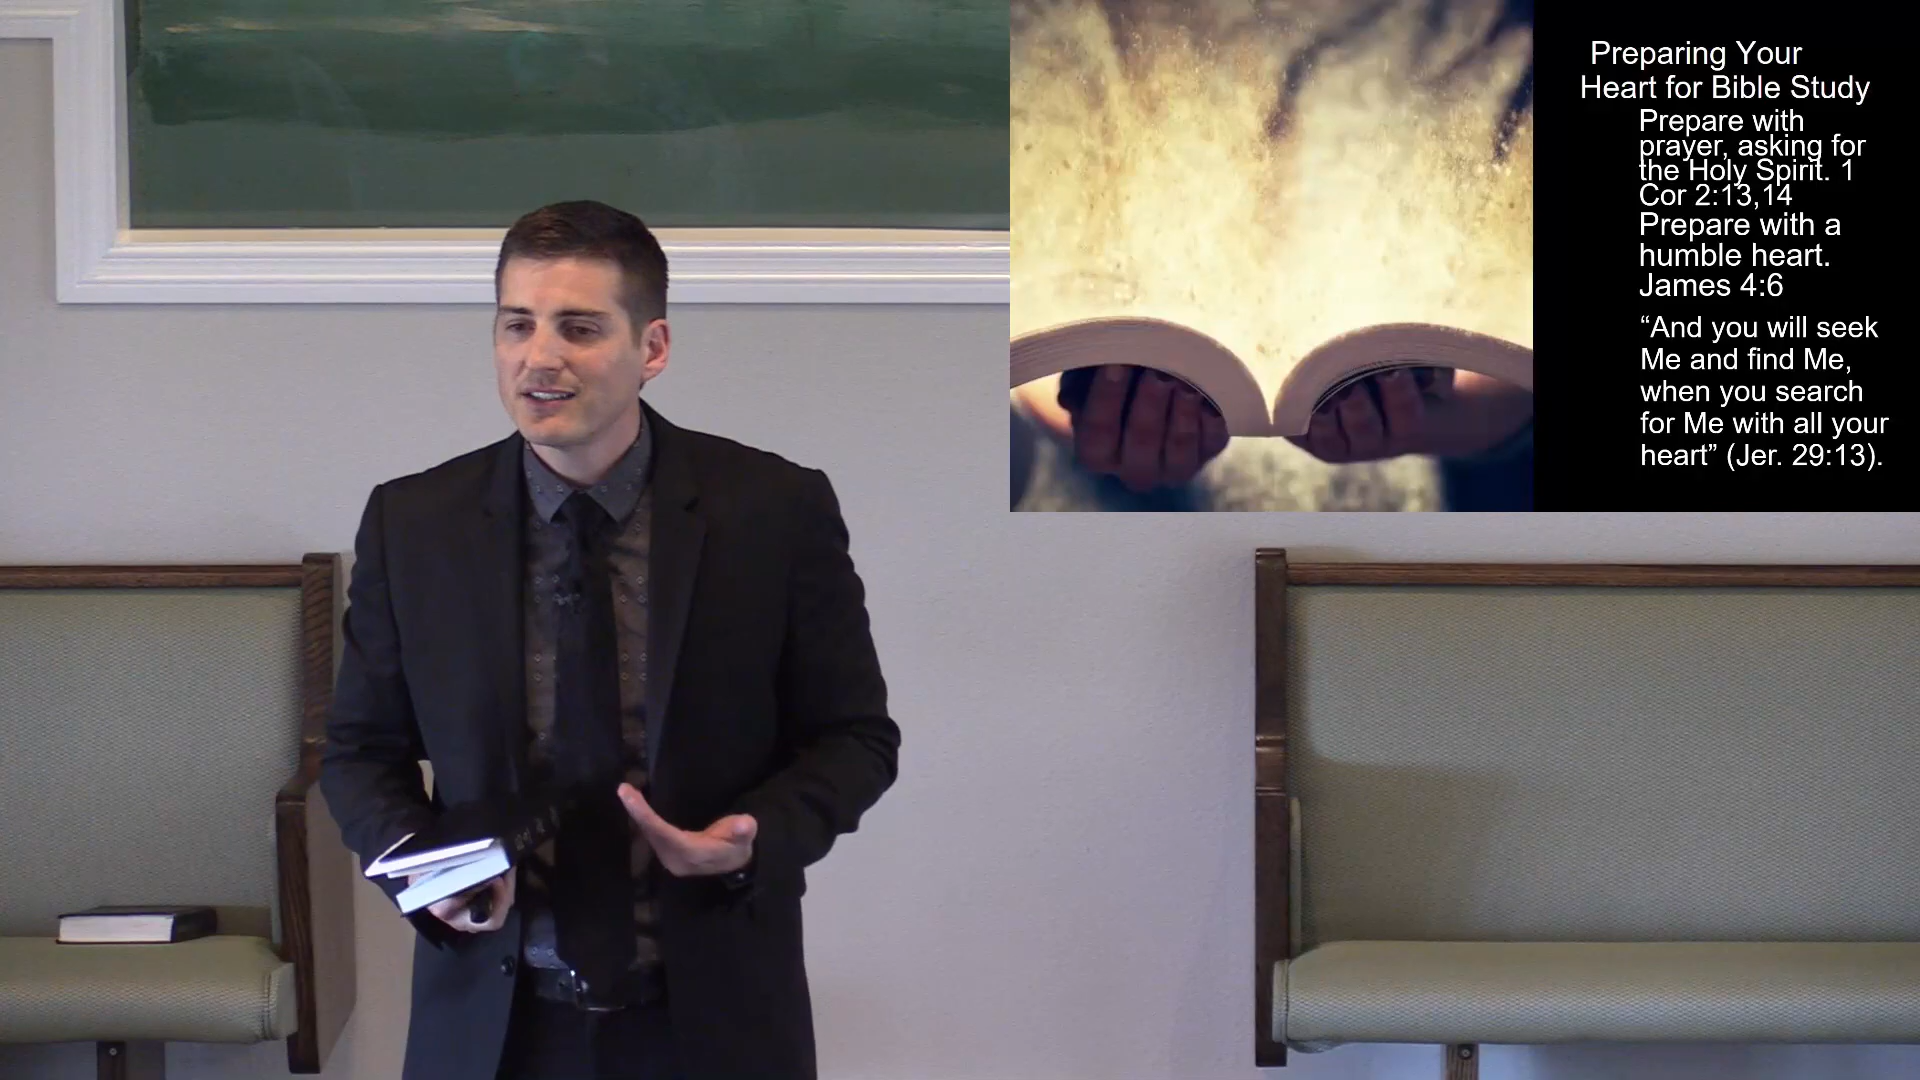 Preparing Your
Heart for Bible Study
Prepare with
prayer, asking for
the Holy Spirit. 1
Cor 2:13,14
Prepare with a
humble heart.
James 4:6
“And you will seek
Me and find Me,
when you search
for Me with all your
heart” (Jer. 29:13).